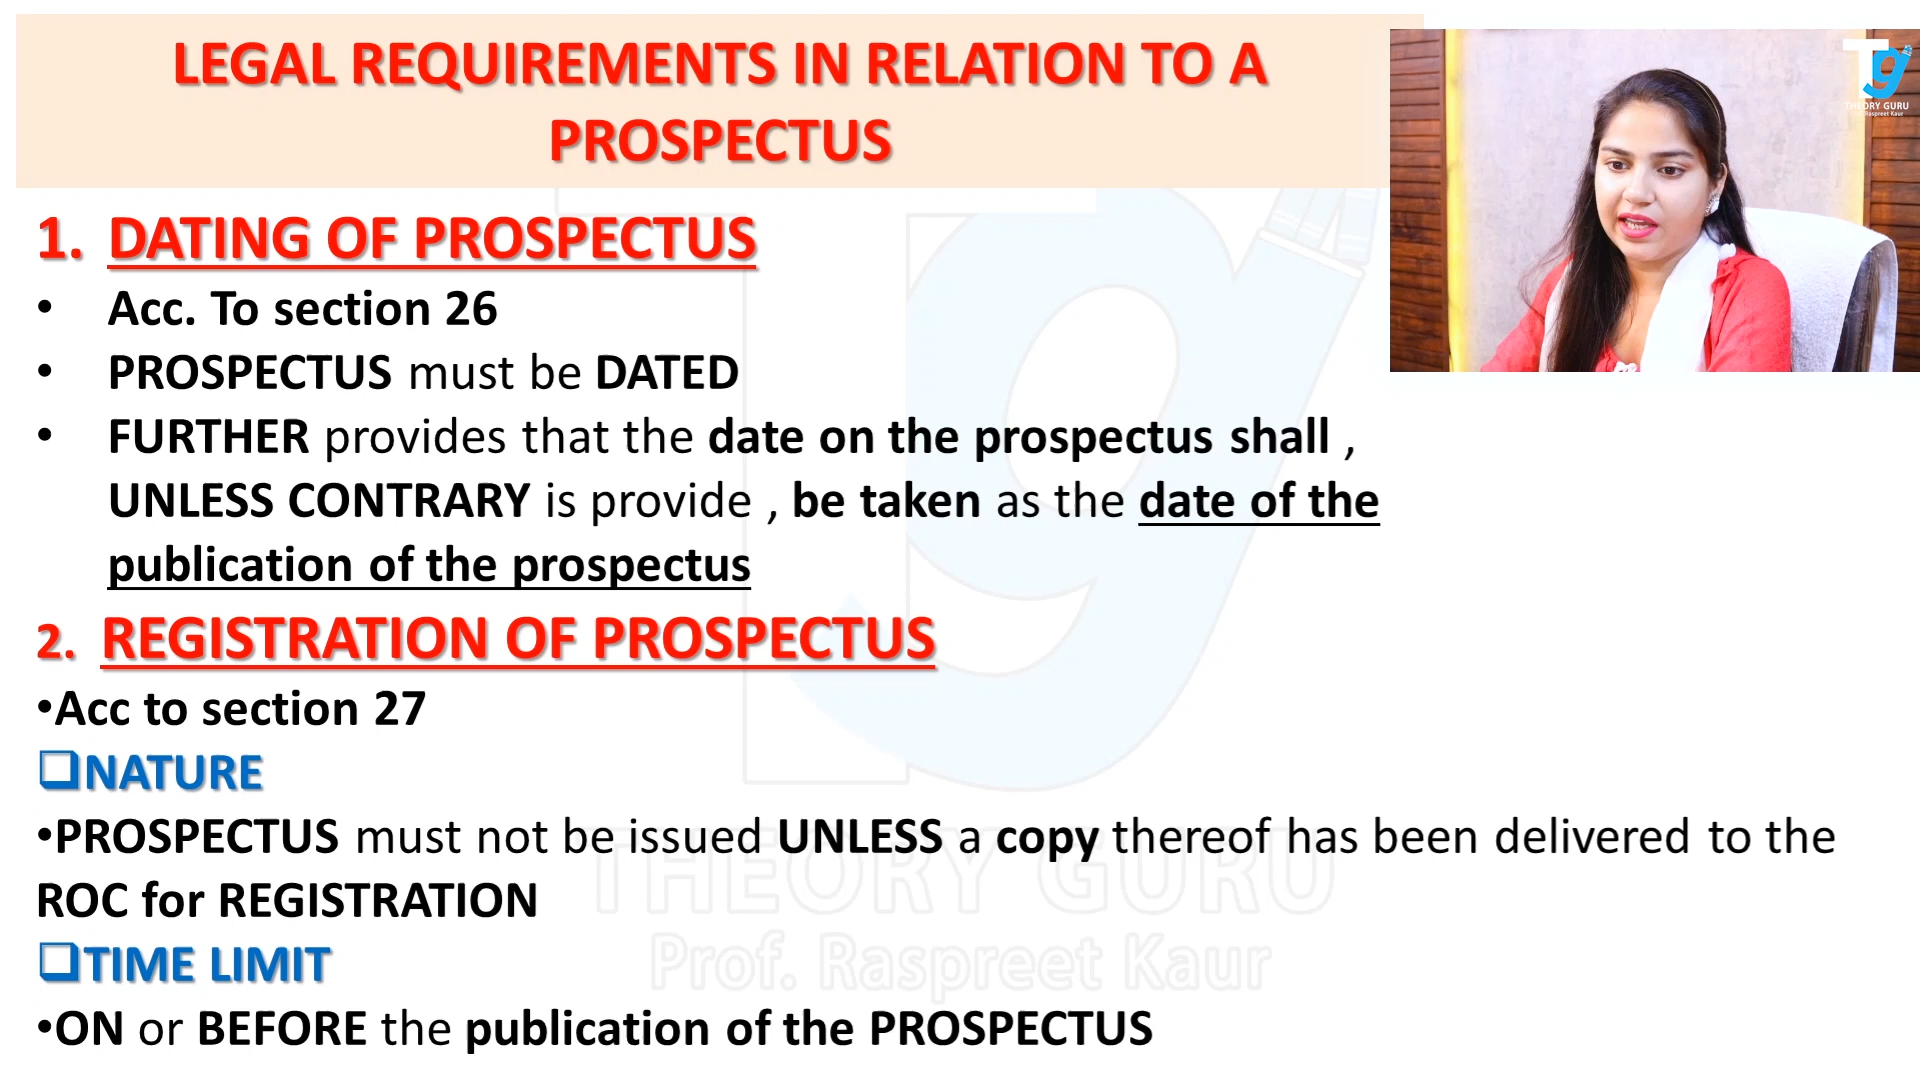 LEGAL REQUIREMENTS IN RELATION TO A
PROSPECTUS
1. DATING OF PROSPECTUS
• Acc. To section 26
• PROSPECTUS must be DATED
• FURTHER provides that the date on the prospectus shall ,
UNLESS CONTRARY is provide , be taken as the date of the
publication of the prospectus
2. REGISTRATION OF PROSPECTUS
•Acc to section 27
❑NATURE
•PROSPECTUS must not be issued UNLESS a copy thereof has been delivered to the
ROC for REGISTRATION
❑TIME LIMIT
•ON or BEFORE the publication of the PROSPECTUS
Tg
THEORY GURU
Prof. Raspreet Kaur
Tg
THEORY GURU
Raspreet Kaur